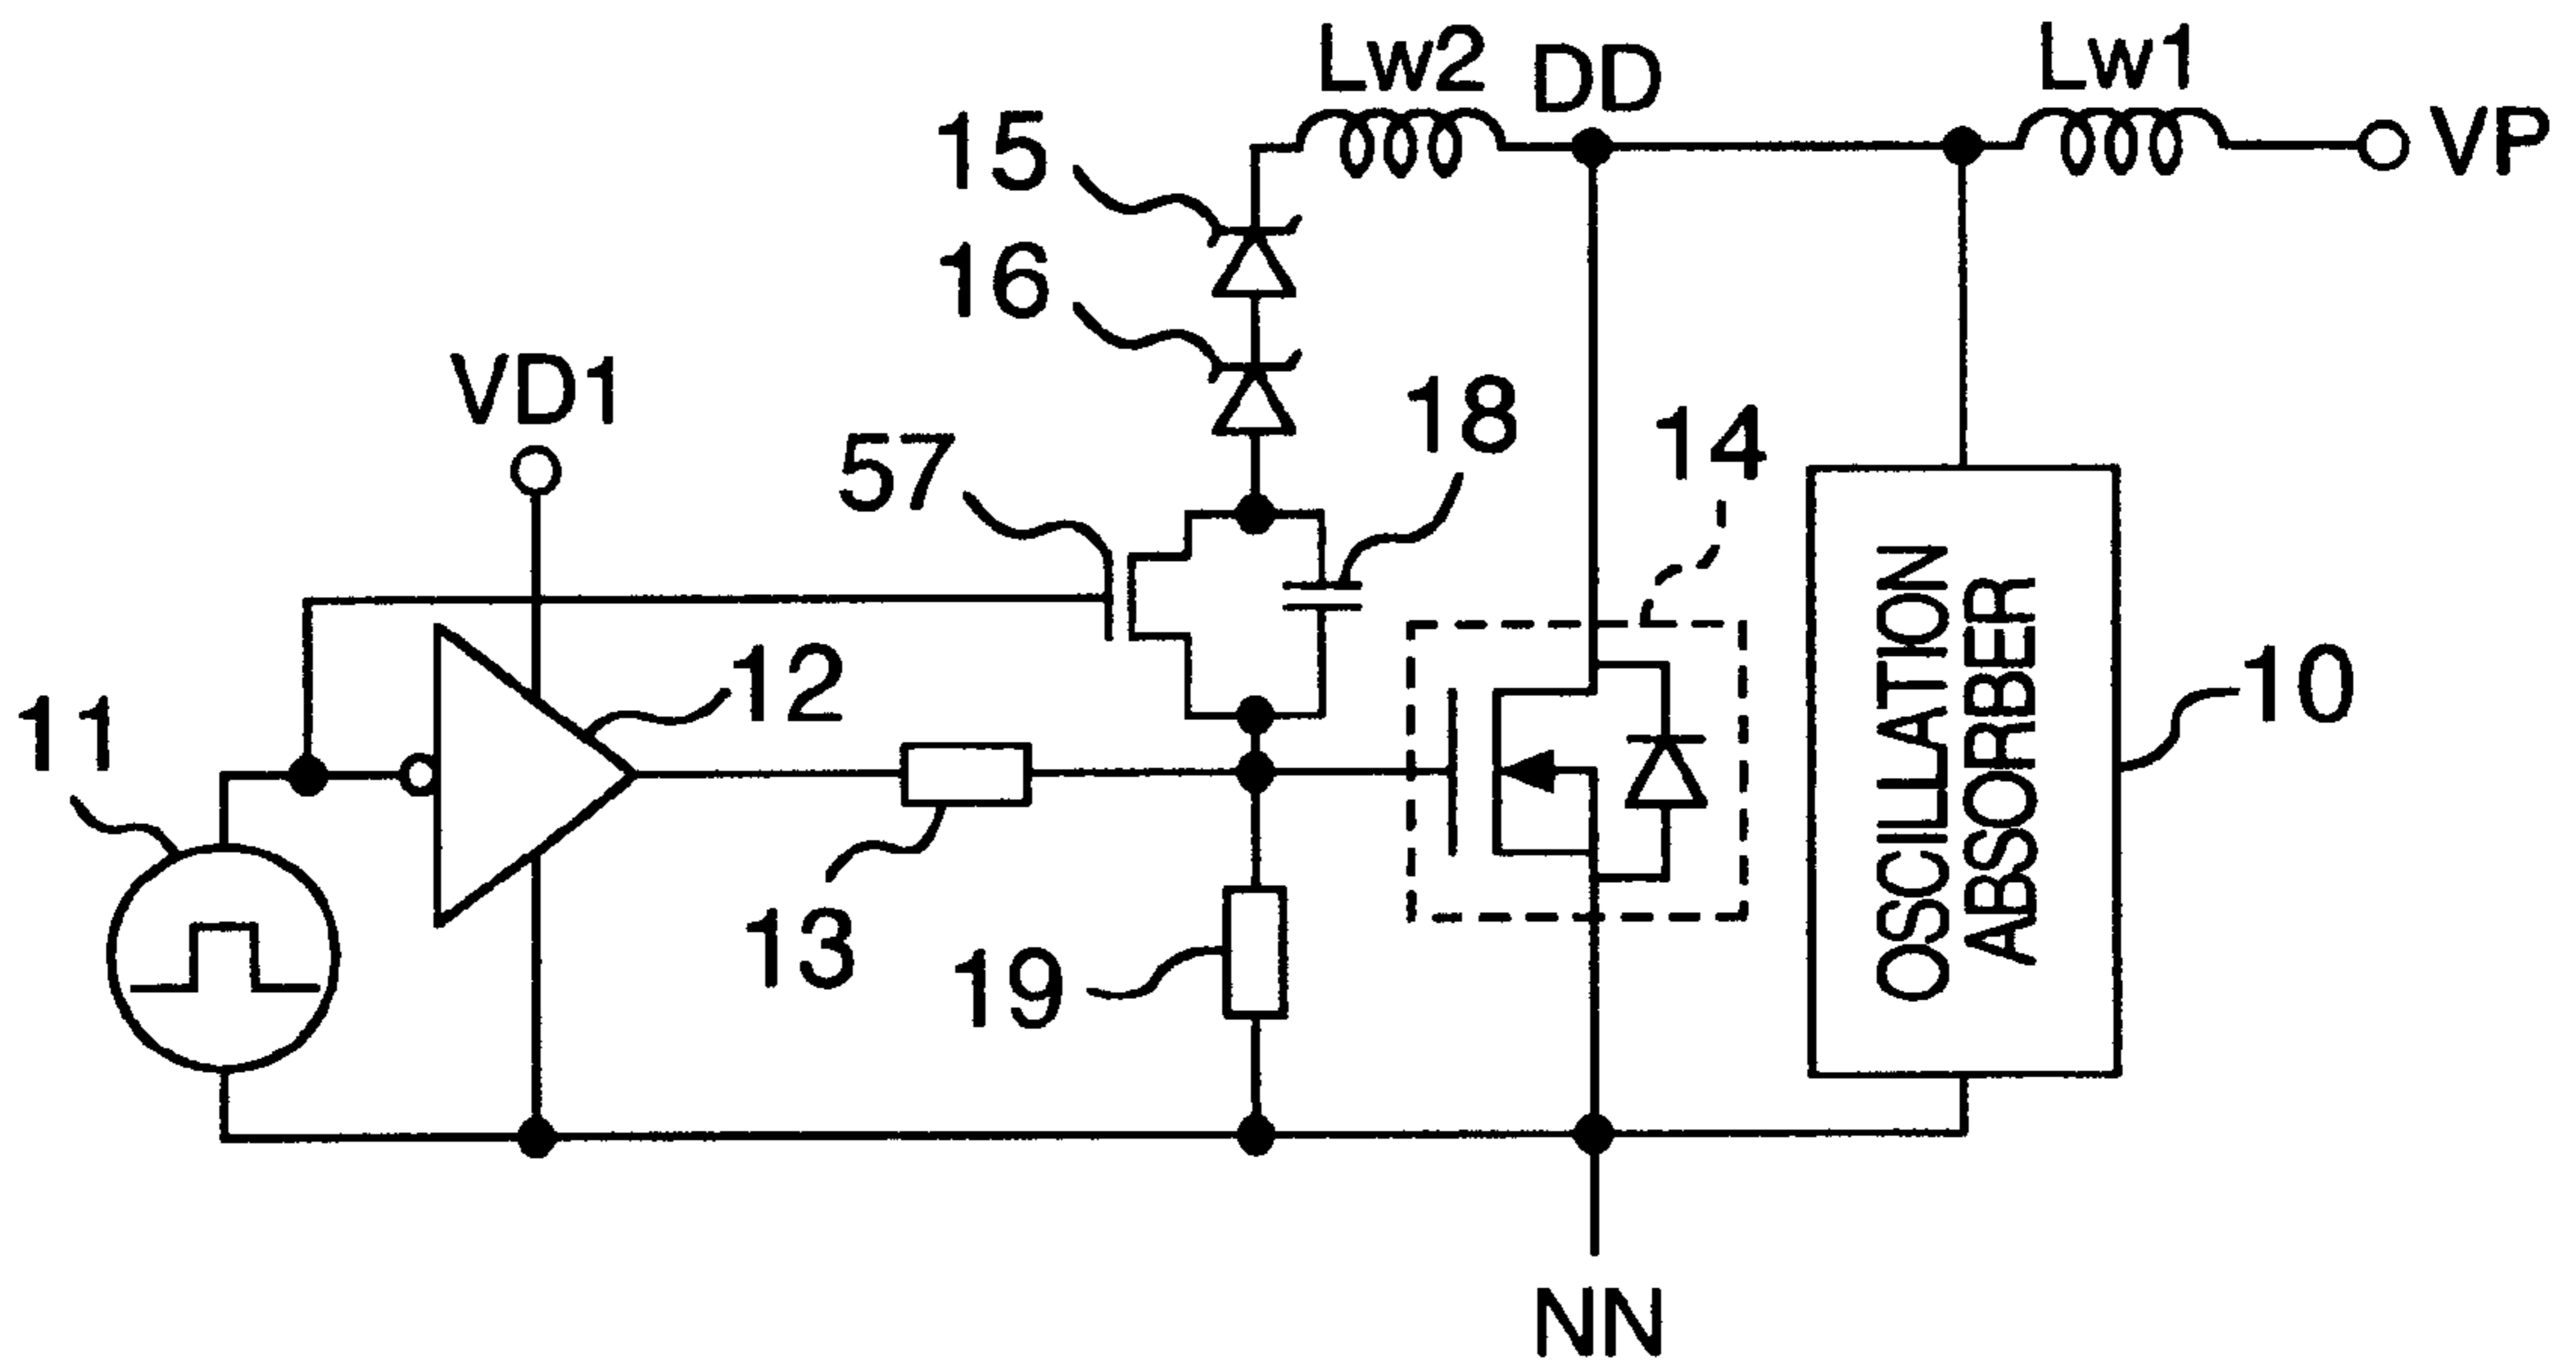 Lw2
DD
Lw1
VP
15
16
VD1
57
18
14
11
12
13
19
OSCILLATION
ABSORBER
10
NN